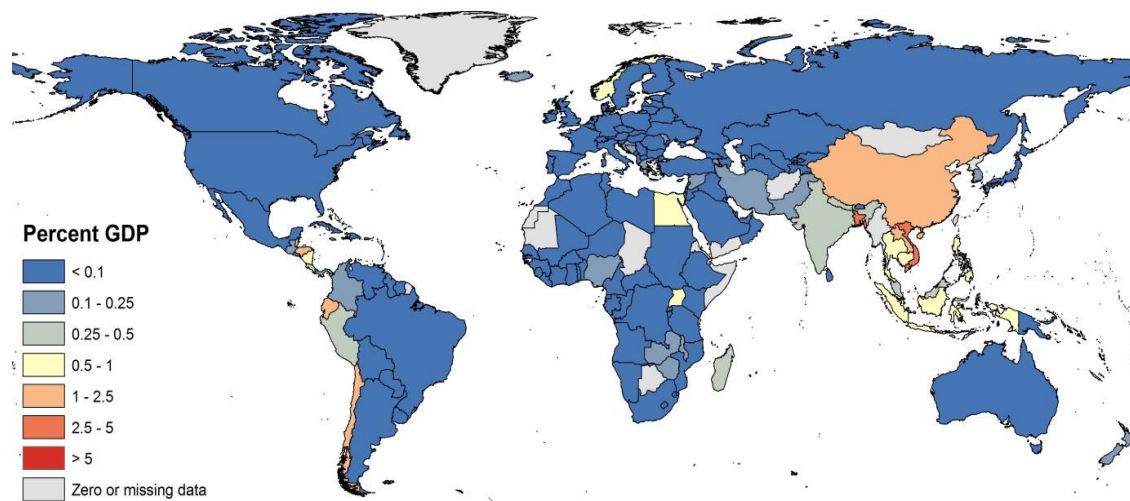 Percent GDP
< 0.1
0.1 - 0.25
0.25 - 0.5
0.5 - 1
1 - 2.5
2.5 - 5
> 5
Zero or missing data